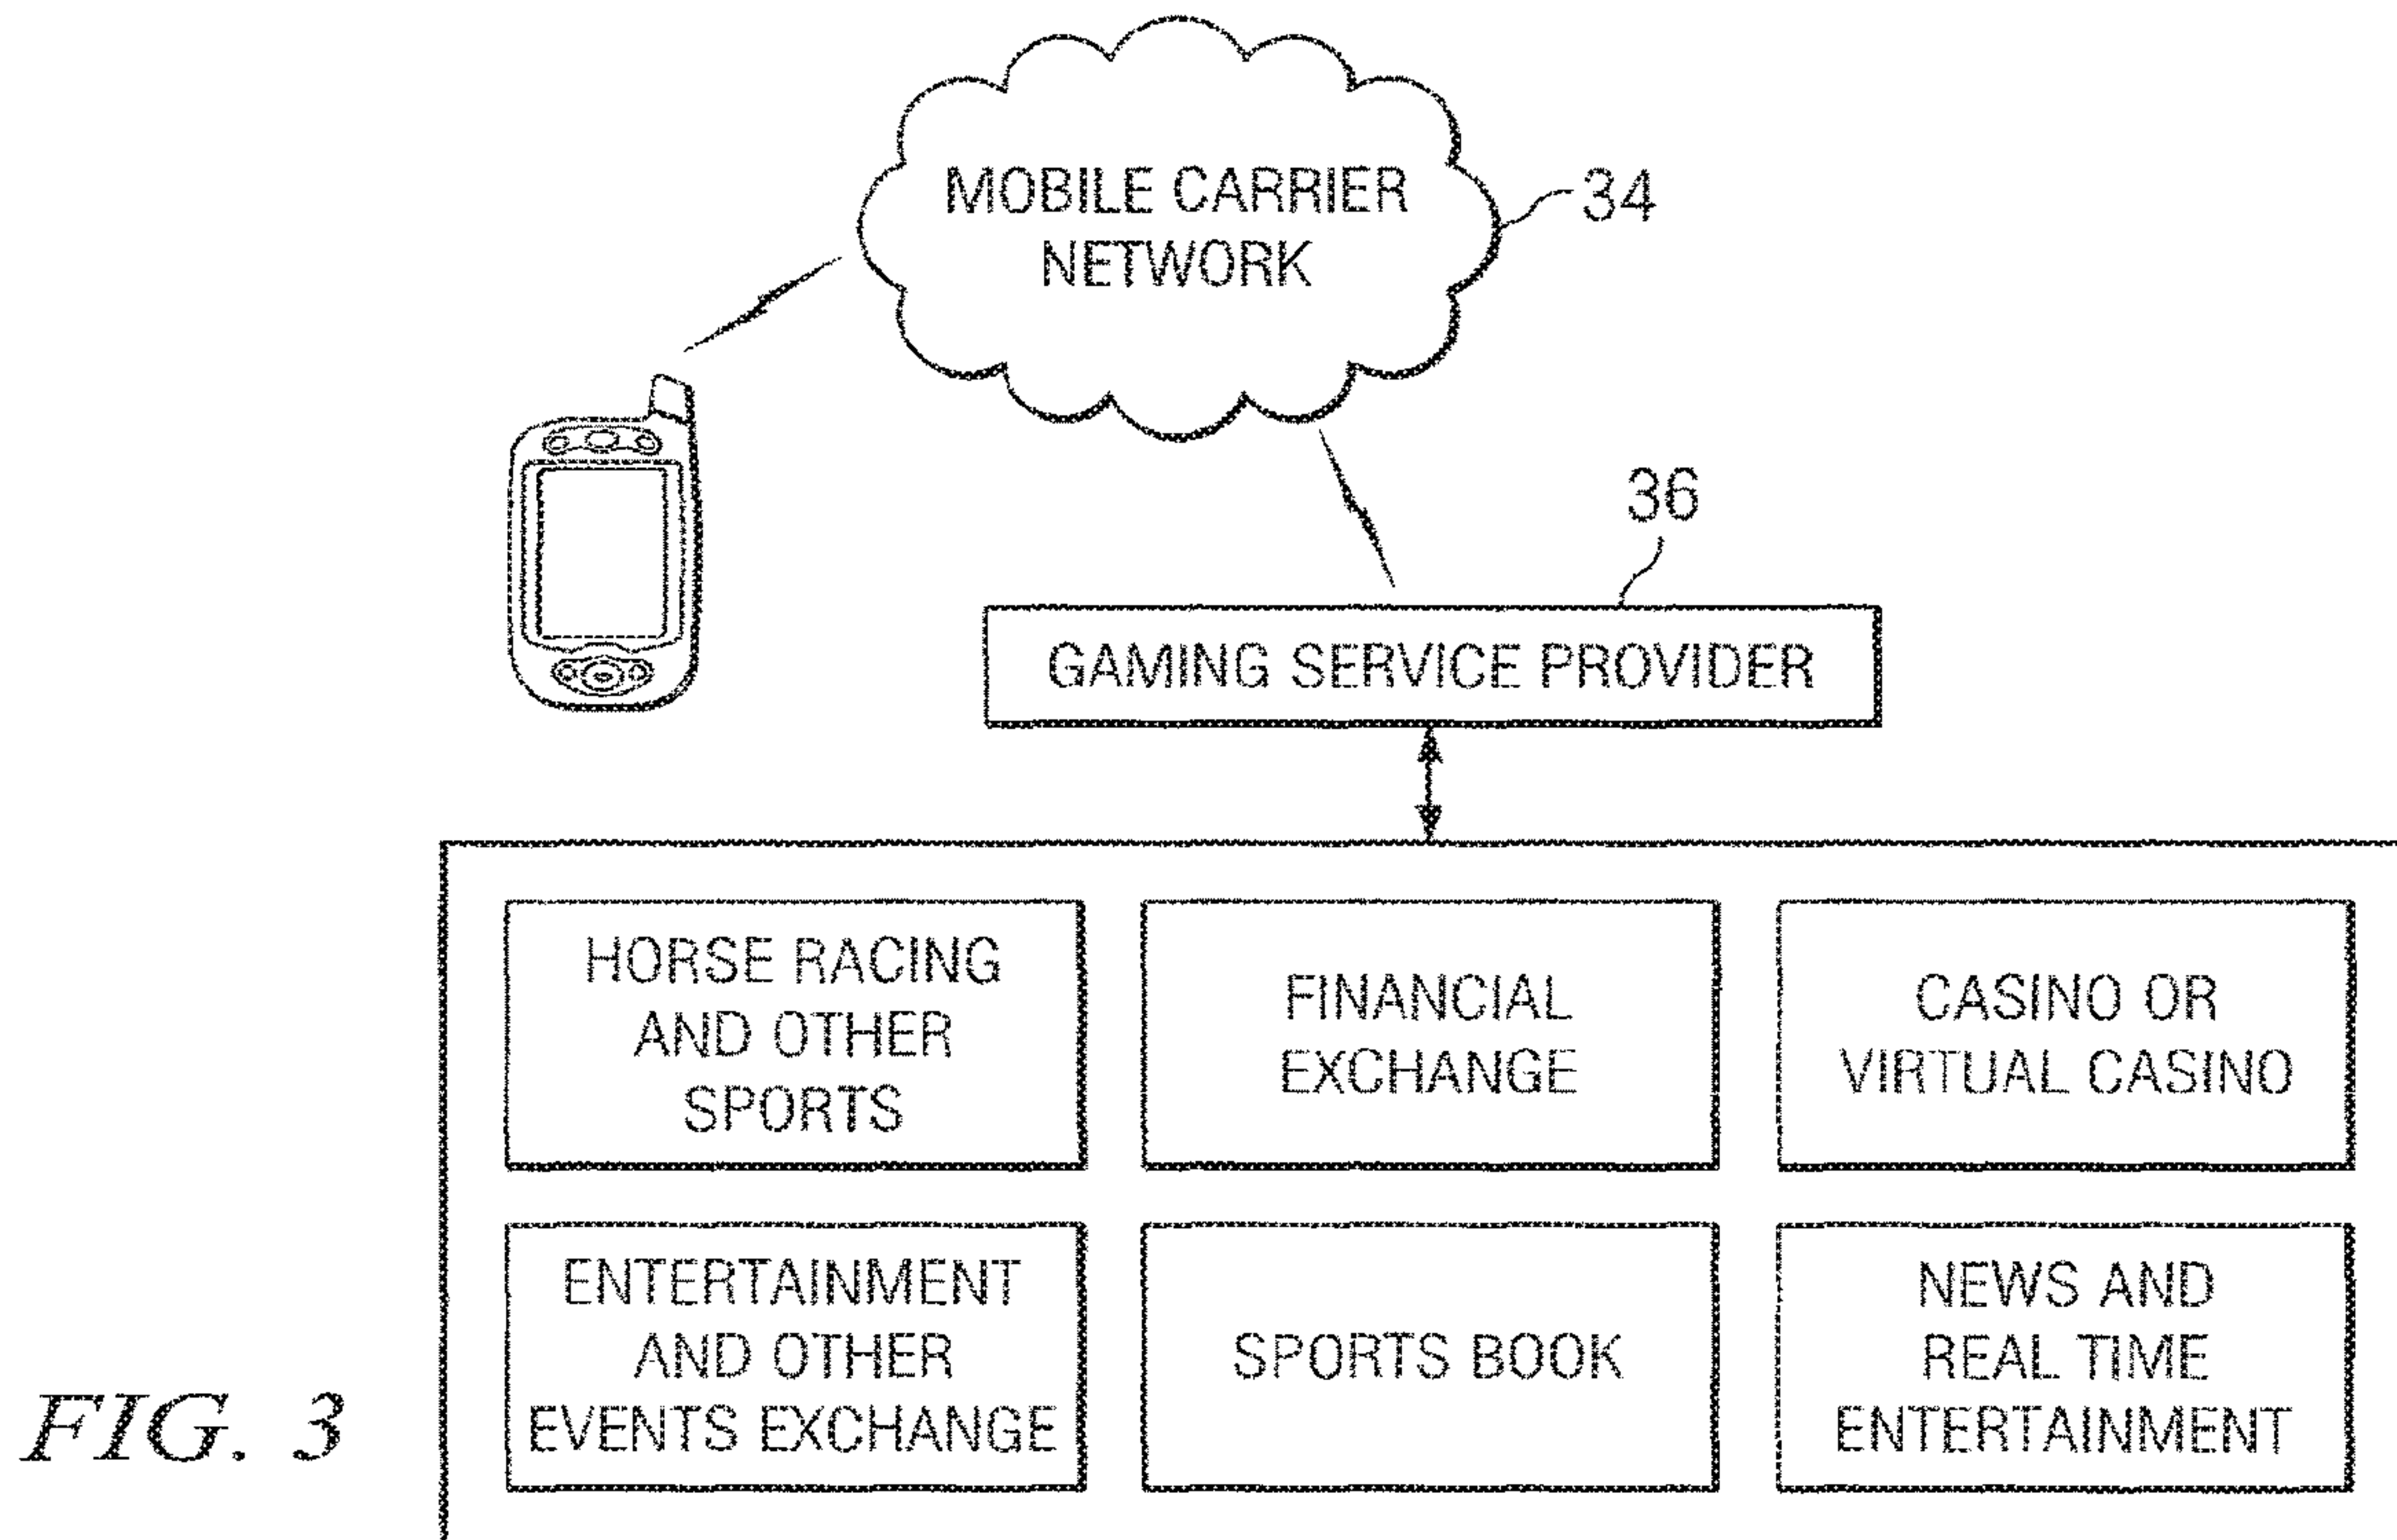 MOBILE CARRIER
NETWORK
34
36
GAMING SERVICE PROVIDER
HORSE RACING
AND OTHER
SPORTS
FINANCIAL
EXCHANGE
CASINO OR
VIRTUAL CASINO
ENTERTAINMENT
AND OTHER
EVENTS EXCHANGE
SPORTS BOOK
NEWS AND
REAL TIME
ENTERTAINMENT
FIG. 3